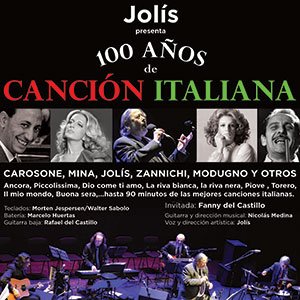 Jolís
presenta
100 AÑOS
de
CANCIÓN ITALIANA
CAROSONE, MINA, JOLÍS, ZANNICHI, MODUGNO Y OTROS
Ancora, Piccolissima, Dio come ti amo, La riva bianca, la riva nera, Piove , Torero,
Il mio mondo, Buona sera,,...hasta 90 minutos de las mejores canciones italianas.
Teclados: Morten Jespersen/Walter Sabolo
Batería: Marcelo Huertas
Guitarra baja: Rafael del Castillo
Invitada: Fanny del Castillo
Guitarra y dirección musical: Nicolás Medina
Voz y dirección artística: Jolís